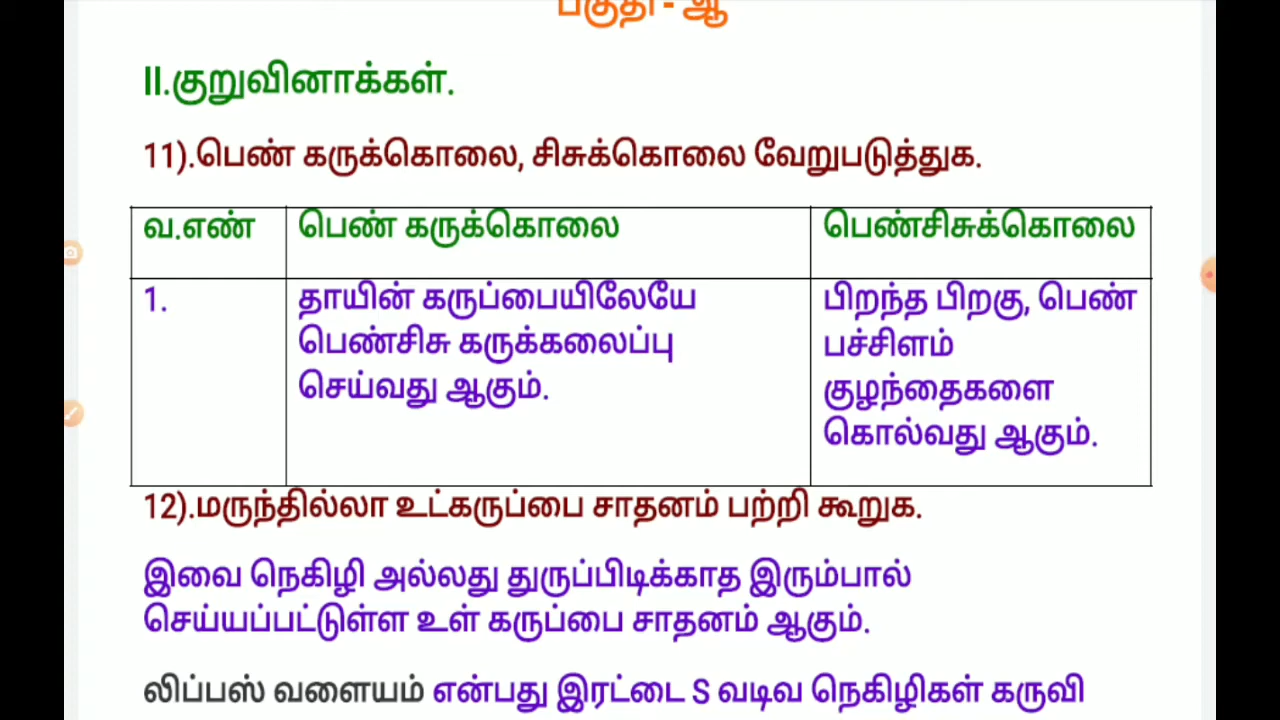 பகுதி - ஆ
II.குறுவினாக்கள்.
11).பெண் கருக்கொலை, சிசுக்கொலை வேறுபடுத்துக.
வ.எண் பெண் கருக்கொலை பெண்சிசுக்கொலை
1. தாயின் கருப்பையிலேயே பிறந்த பிறகு, பெண்
பெண்சிசு கருக்கலைப்பு பச்சிளம்
செய்வது ஆகும். குழந்தைகளை
கொல்வது ஆகும்.
12).மருந்தில்லா உட்கருப்பை சாதனம் பற்றி கூறுக.
இவை நெகிழி அல்லது துருப்பிடிக்காத இரும்பால்
செய்யப்பட்டுள்ள உள் கருப்பை சாதனம் ஆகும்.
லிப்பஸ் வளையம் என்பது இரட்டை S வடிவ நெகிழிகள் கருவி